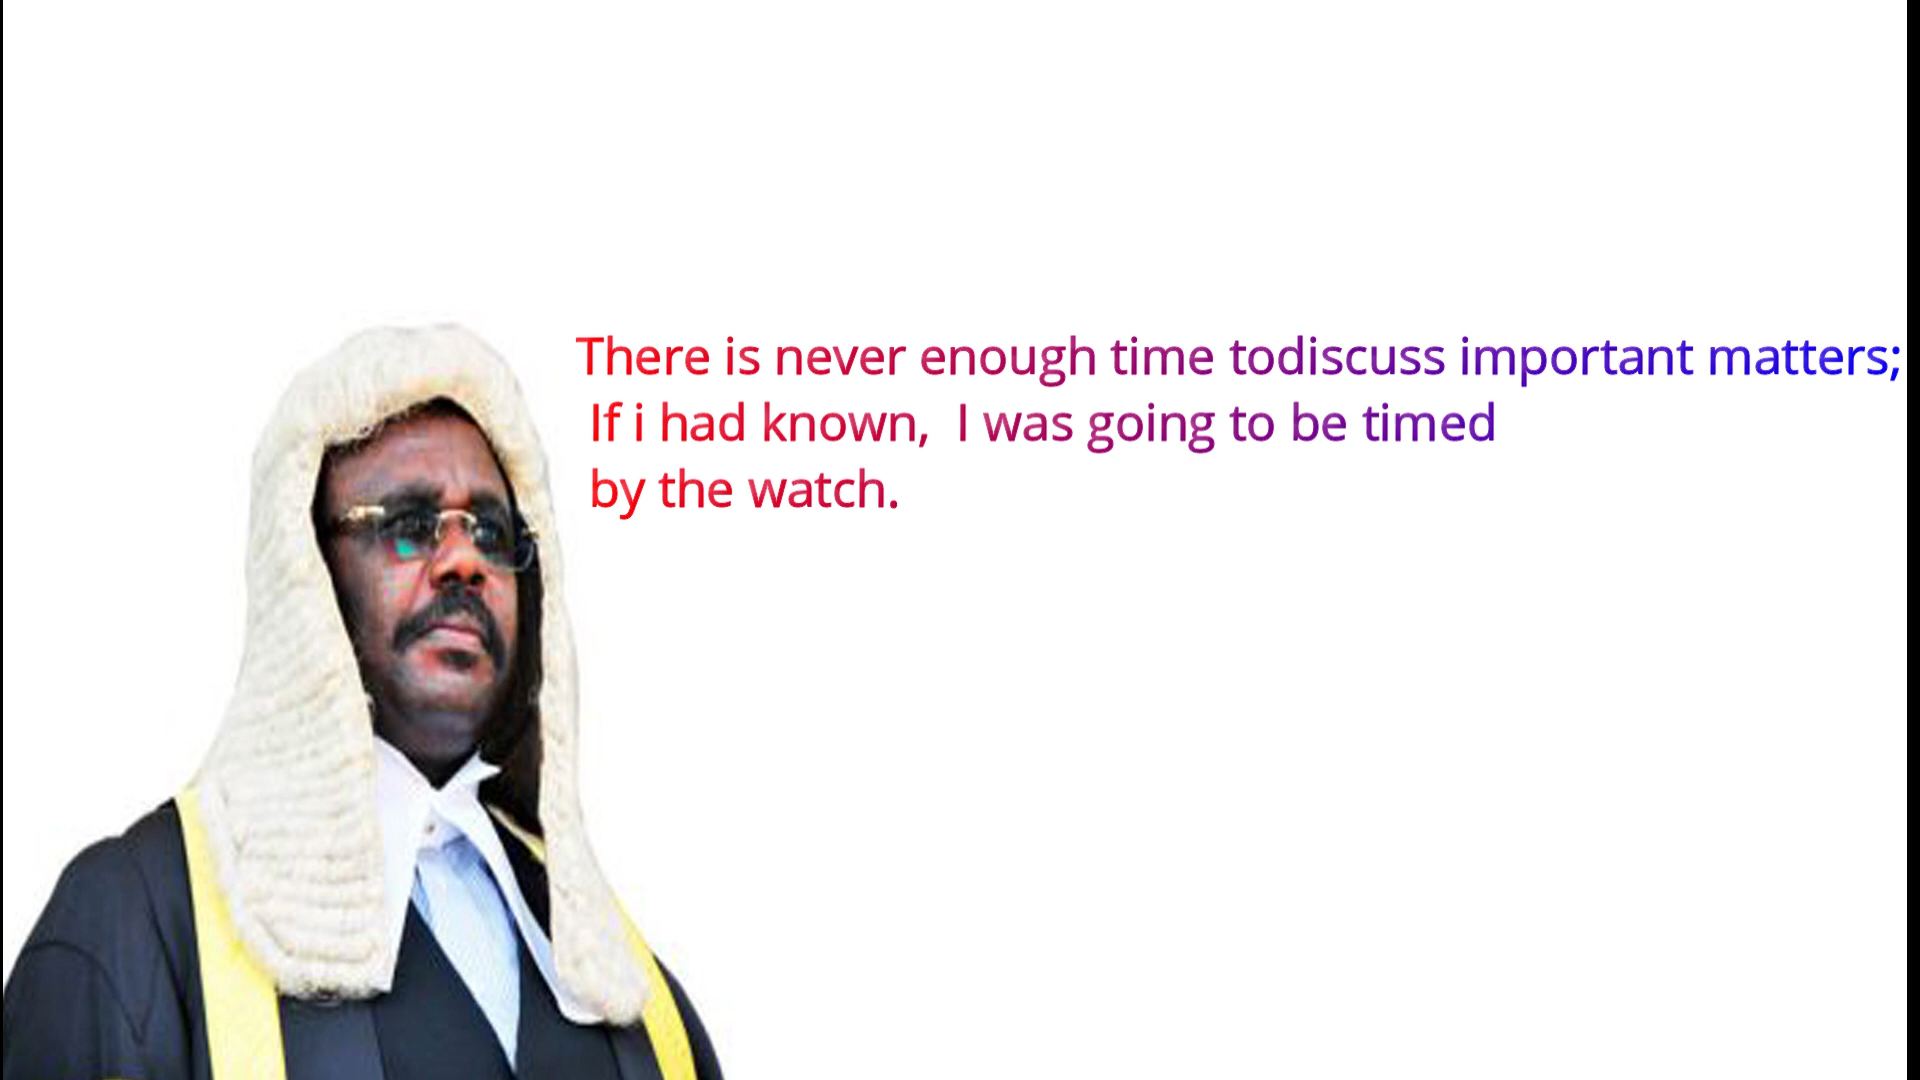 There is never enough time todiscuss important matters;
If i had known,  I was going to be timed
by the watch.